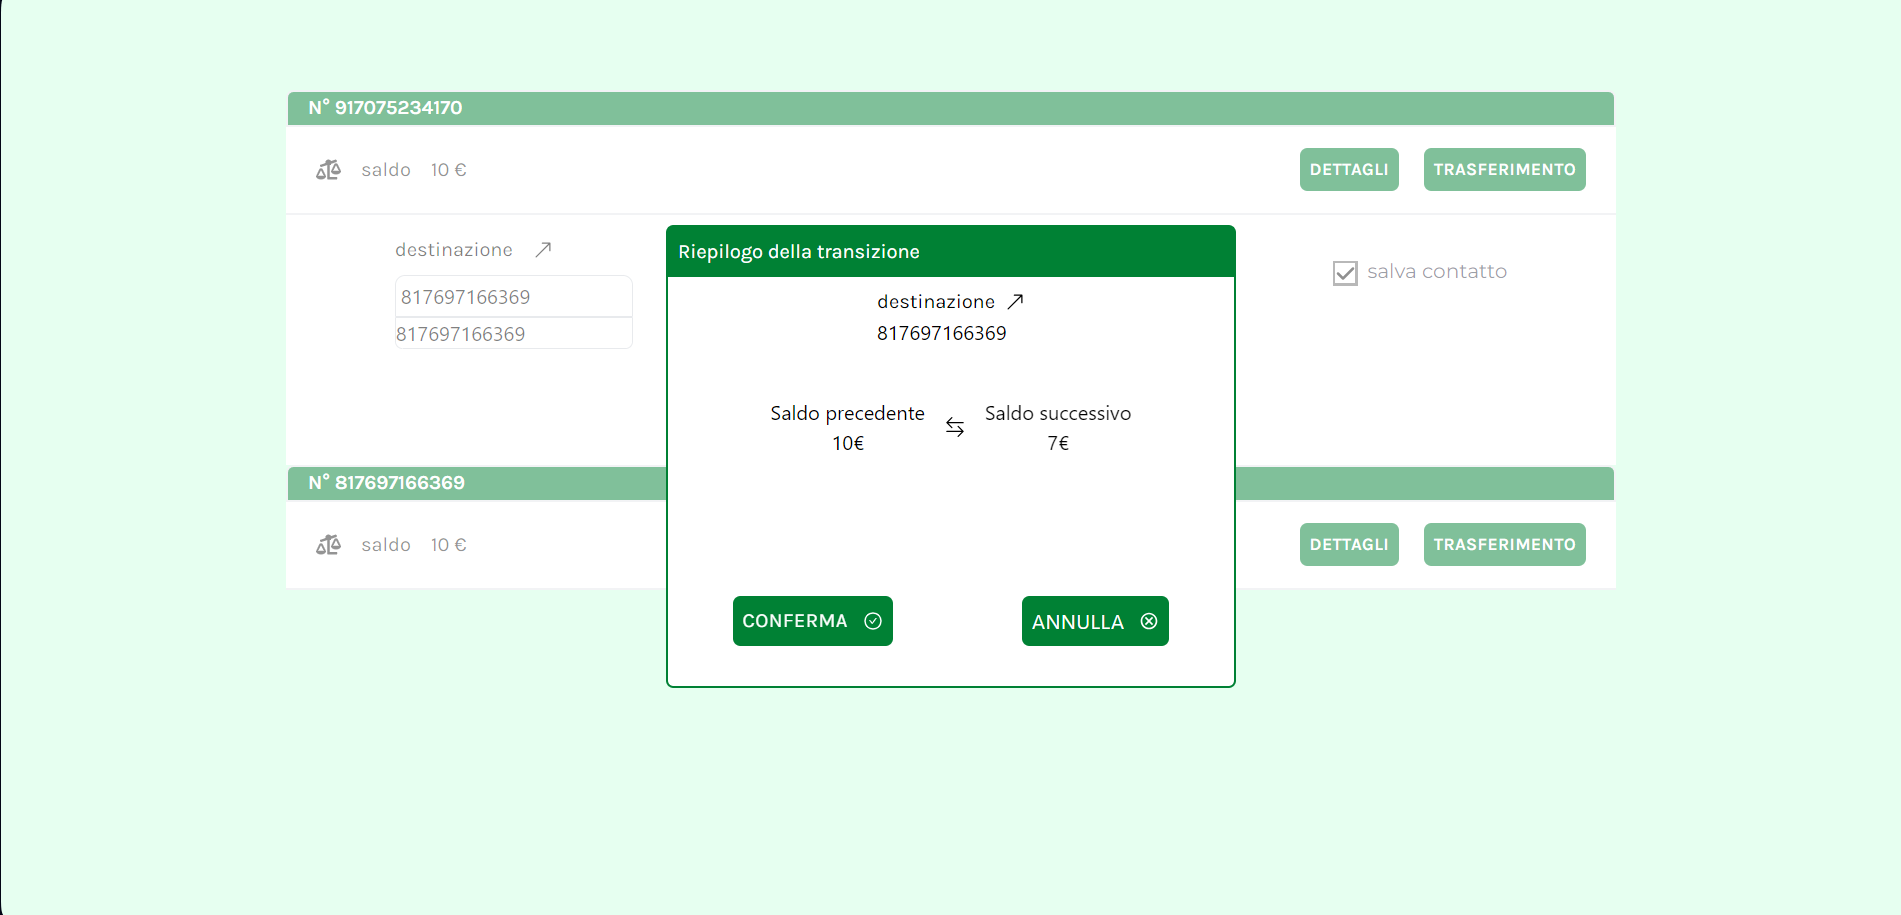 N° 917075234170
saldo 10 €
DETTAGLI
TRASFERIMENTO
destinazione
817697166369
817697166369
salva contatto
Riepilogo della transizione
destinazione
817697166369
Saldo precedente
10€
Saldo successivo
7€
CONFERMA
ANNULLA
N° 817697166369
saldo 10 €
DETTAGLI
TRASFERIMENTO